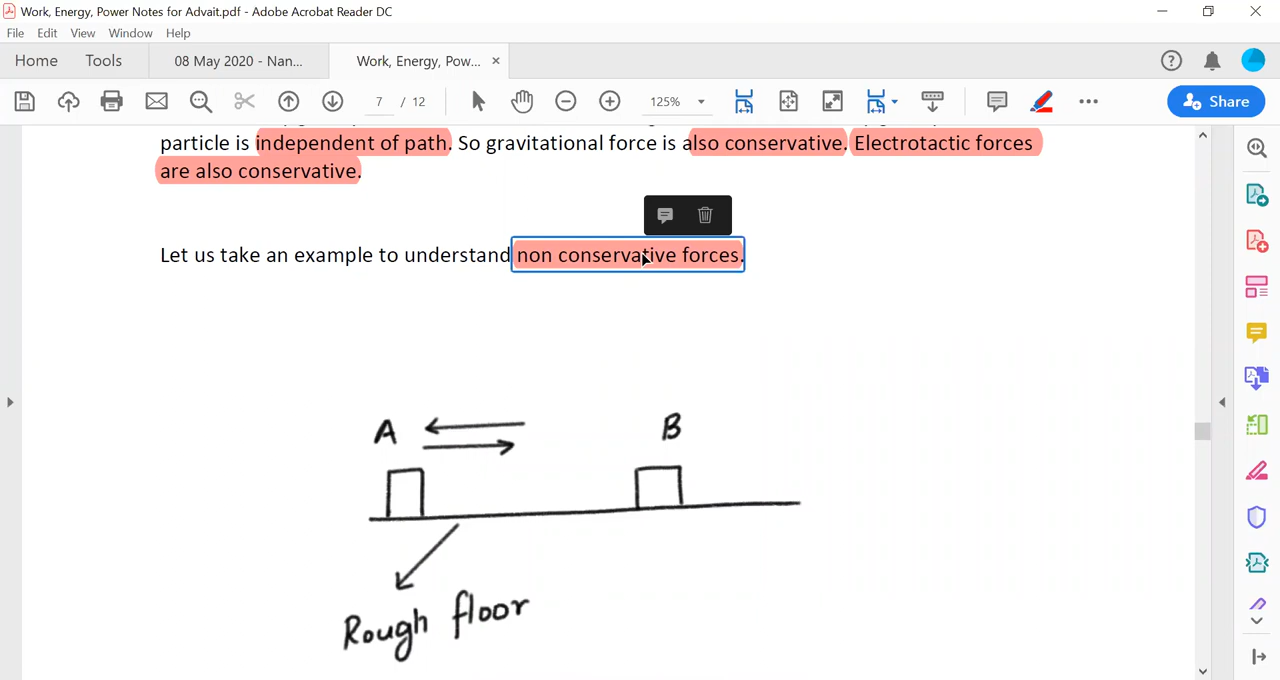 Work, Energy, Power Notes for Advait.pdf - Adobe Acrobat Reader DC
File Edit View Window Help
Home Tools 08 May 2020 - Nan... Work, Energy, Pow... ×
7 / 12 125% Share
particle is independent of path. So gravitational force is also conservative. Electrotactic forces
are also conservative.
Let us take an example to understand non conservative forces.
A B
Rough floor